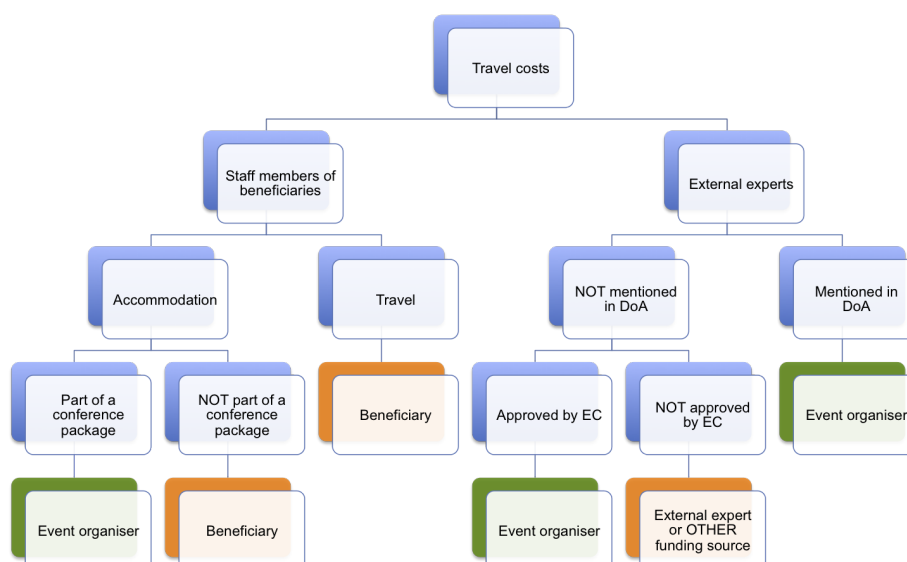 Travel costs
Staff members of
beneficiaries
External experts
Accommodation
Travel
NOT mentioned
in DoA
Mentioned in
DoA
Part of a
conference
package
NOT part of a
conference
package
Beneficiary
Approved by EC
NOT approved
by EC
Event organiser
Event organiser
Beneficiary
Event organiser
External expert
or OTHER
funding source